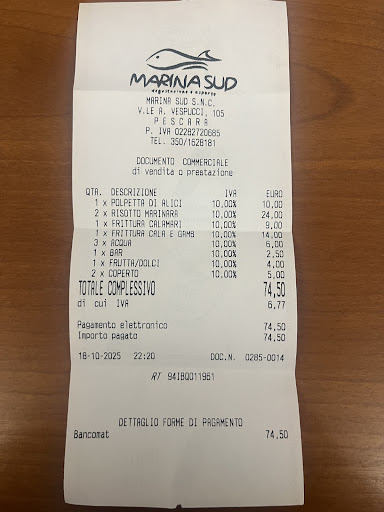 MARINA SUD
degustazione e asporto
MARINA SUD S.N.C.
V.LE A. VESPUCCI, 105
PESCARA
P. IVA 02282720685
TEL. 350/1626181
DOCUMENTO COMMERCIALE
di vendita o prestazione
QTA. DESCRIZIONE IVA EURO
1 x POLPETTA DI ALICI 10,00% 10,00
2 x RISOTTO MARINARA 10,00% 24,00
1 x FRITTURA CALAMARI 10,00% 9,00
1 x FRITTURA CALA E GAMB 10,00% 14,00
3 x ACQUA 10,00% 6,00
1 x BAR 10,00% 2,50
1 x FRUTTA/DOLCI 10,00% 4,00
2 x COPERTO 10,00% 5,00
TOTALE COMPLESSIVO 74,50
di cui IVA 6,77
Pagamento elettronico 74,50
Importo pagato 74,50
18-10-2025 22:20 DOC.N. 0285-0014
RT 94IB0011961
DETTAGLIO FORME DI PAGAMENTO
Bancomat 74,50